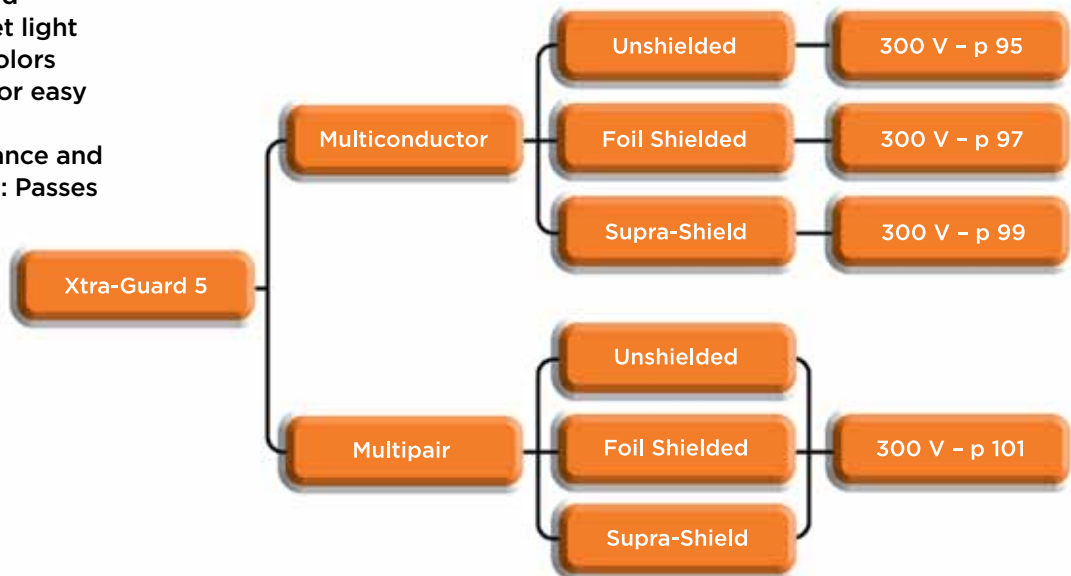 et light
olors
or easy
ance and
: Passes
Xtra-Guard 5
Multiconductor
Unshielded
300 V – p 95
Foil Shielded
300 V – p 97
Supra-Shield
300 V – p 99
Multipair
Unshielded
Foil Shielded
Supra-Shield
300 V – p 101